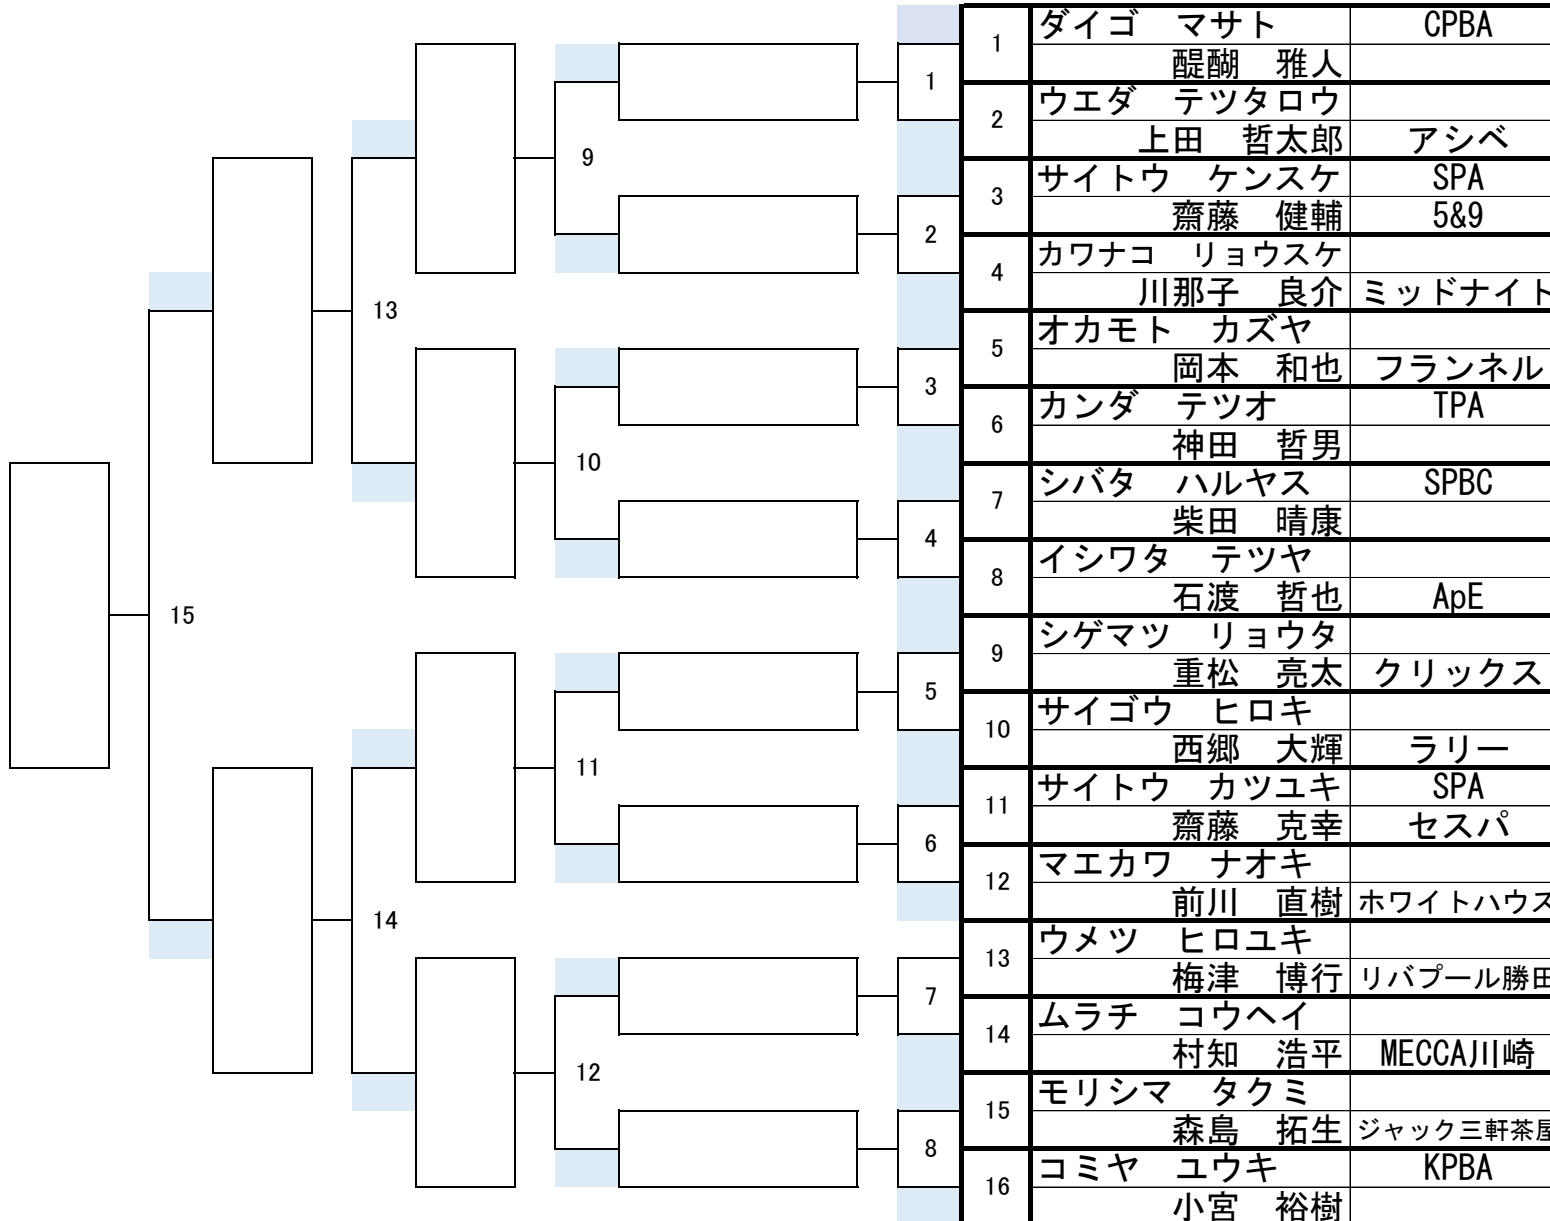 1 ダイゴ　マサト CPBA
醍醐　雅人
2 ウエダ　テツタロウ
上田　哲太郎 アシベ
3 サイトウ　ケンスケ SPA
齋藤　健輔 5&9
4 カワナコ　リョウスケ
川那子　良介 ミッドナイト
5 オカモト　カズヤ
岡本　和也 フランネル
6 カンダ　テツオ TPA
神田　哲男
7 シバタ　ハルヤス SPBC
柴田　晴康
8 イシワタ　テツヤ
石渡　哲也 ApE
9 シゲマツ　リョウタ
重松　亮太 クリックス
10 サイゴウ　ヒロキ
西郷　大輝 ラリー
11 サイトウ　カツユキ SPA
齋藤　克幸 セスパ
12 マエカワ　ナオキ
前川　直樹 ホワイトハウス
13 ウメツ　ヒロユキ
梅津　博行 リバプール勝田
14 ムラチ　コウヘイ
村知　浩平 MECCA川崎
15 モリシマ　タクミ
森島　拓生 ジャック三軒茶屋
16 コミヤ　ユウキ KPBA
小宮　裕樹
1
2
3
4
5
6
7
8
9
10
11
12
13
14
15